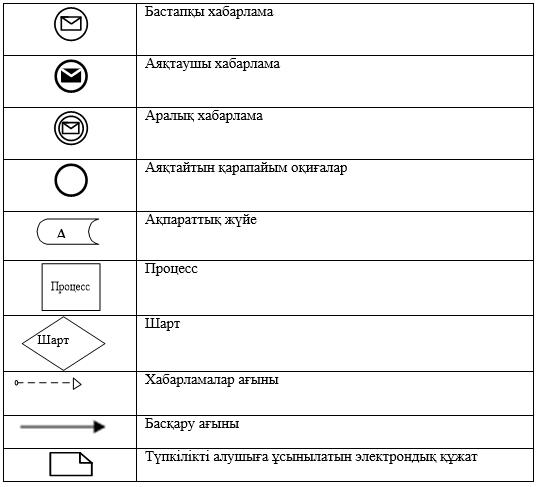 Бастапқы хабарлама
Аяқтаушы хабарлама
Аралық хабарлама
Аяқтайтын қарапайым оқиғалар
Δ
Ақпараттық жүйе
Процесс
Процесс
Шарт
Шарт
Хабарламалар ағыны
Басқару ағыны
Түпкілікті алушыға ұсынылатын электрондық құжат